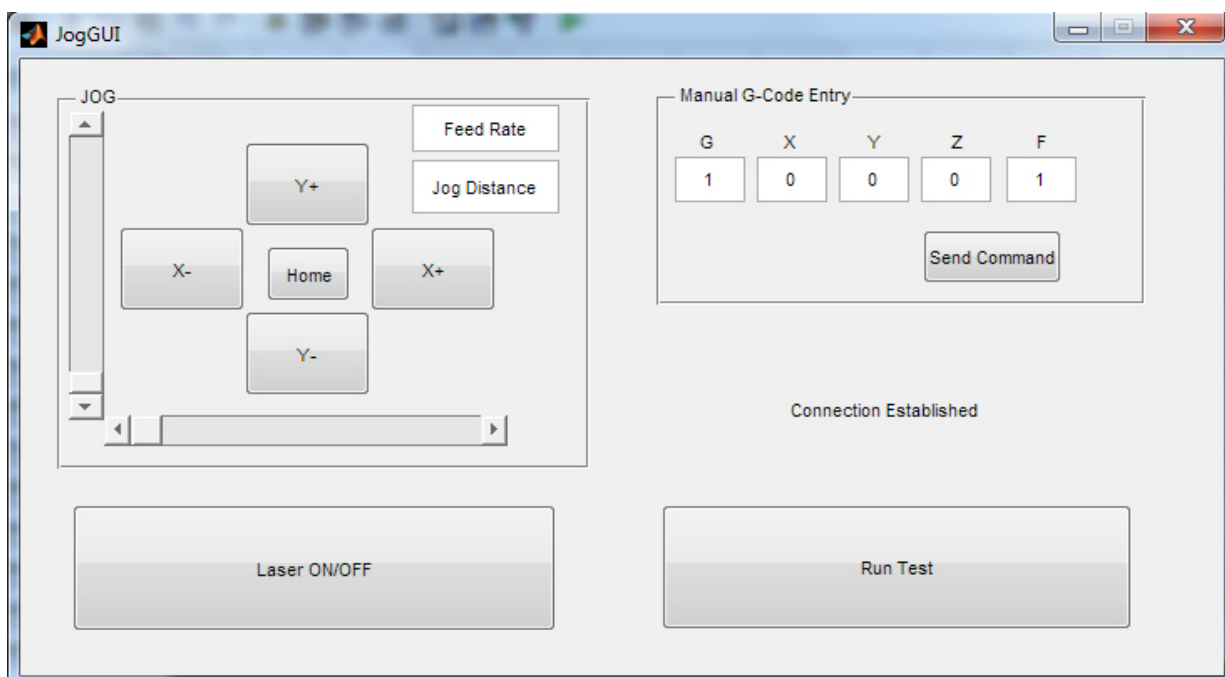 JogGUI
JOG
Feed Rate
Jog Distance
Y+
X-
Home
X+
Y-
Manual G-Code Entry
G X Y Z F
1 0 0 0 1
Send Command
Connection Established
Laser ON/OFF
Run Test